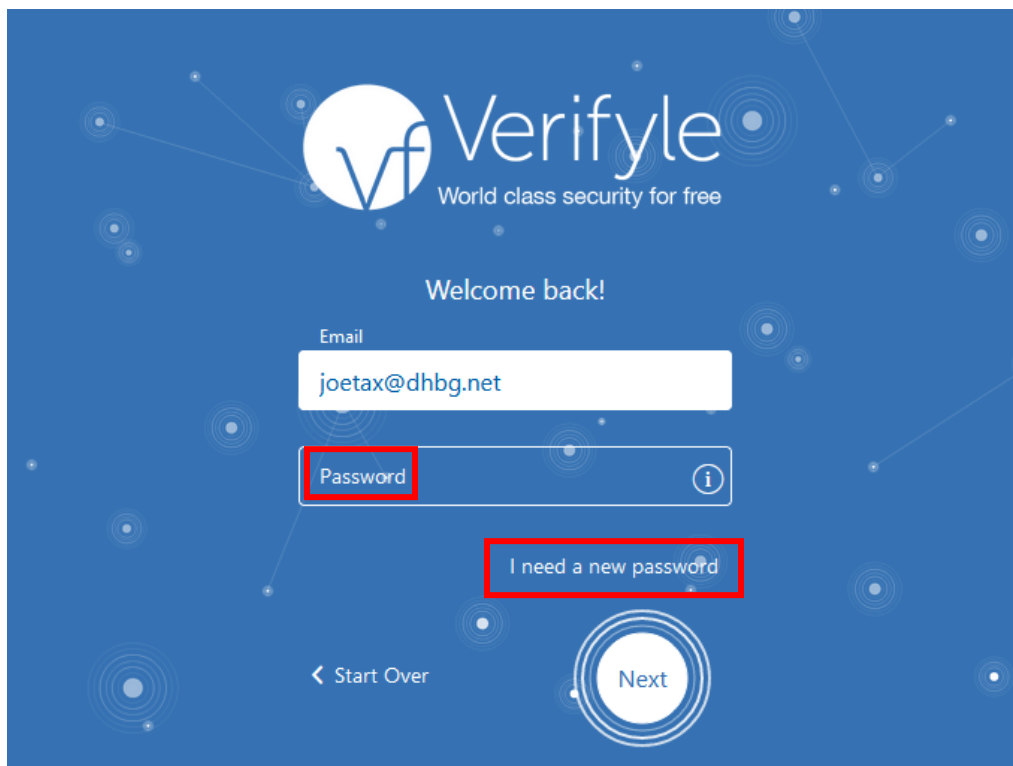 Vf Verifyle
World class security for free
Welcome back!
Email
joetax@dhbg.net
Password i
I need a new password
Start Over
Next